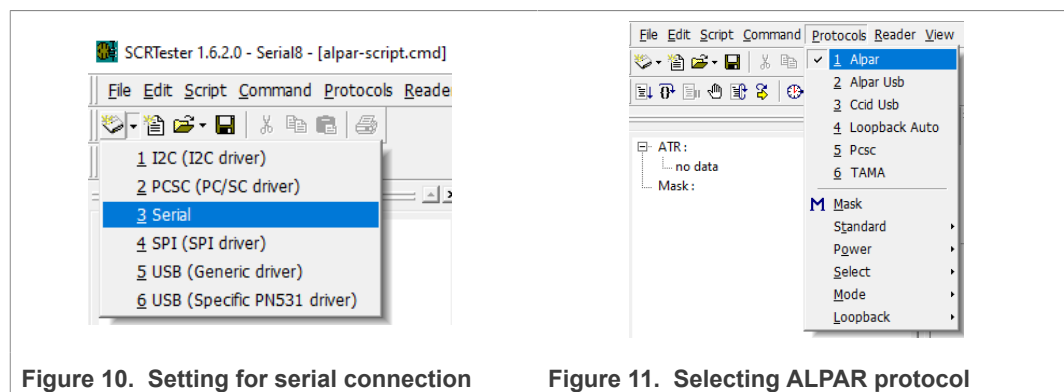 SCRTester 1.6.2.0 - Serial8 - [alpar-script.cmd]
File Edit Script Command Protocols Reade
1 I2C (I2C driver)
2 PCSC (PC/SC driver)
3 Serial
4 SPI (SPI driver)
5 USB (Generic driver)
6 USB (Specific PN531 driver)
Figure 10. Setting for serial connection
File Edit Script Command Protocols Reader View
1 Alpar
2 Alpar Usb
3 Ccid Usb
4 Loopback Auto
5 Pcsc
6 TAMA
M Mask
Standard
Power
Select
Mode
Loopback
ATR :
no data
Mask :
Figure 11. Selecting ALPAR protocol